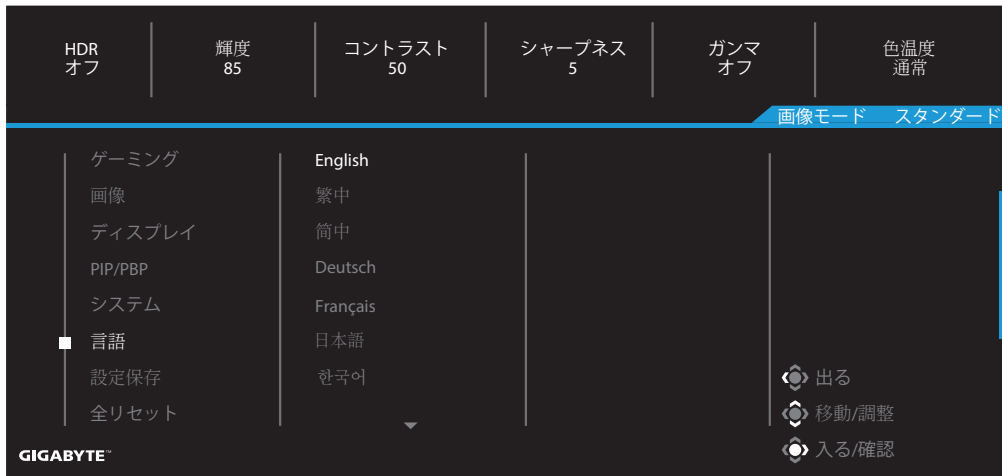 HDR
オフ
輝度
85
コントラスト
50
シャープネス
5
ガンマ
オフ
色温度
通常
画像モード スタンダード
ゲーミング
画像
ディスプレイ
PIP/PBP
システム
言語
設定保存
全リセット
English
繁中
简中
Deutsch
Français
日本語
한국어
出る
移動/調整
入る/確認
GIGABYTE™